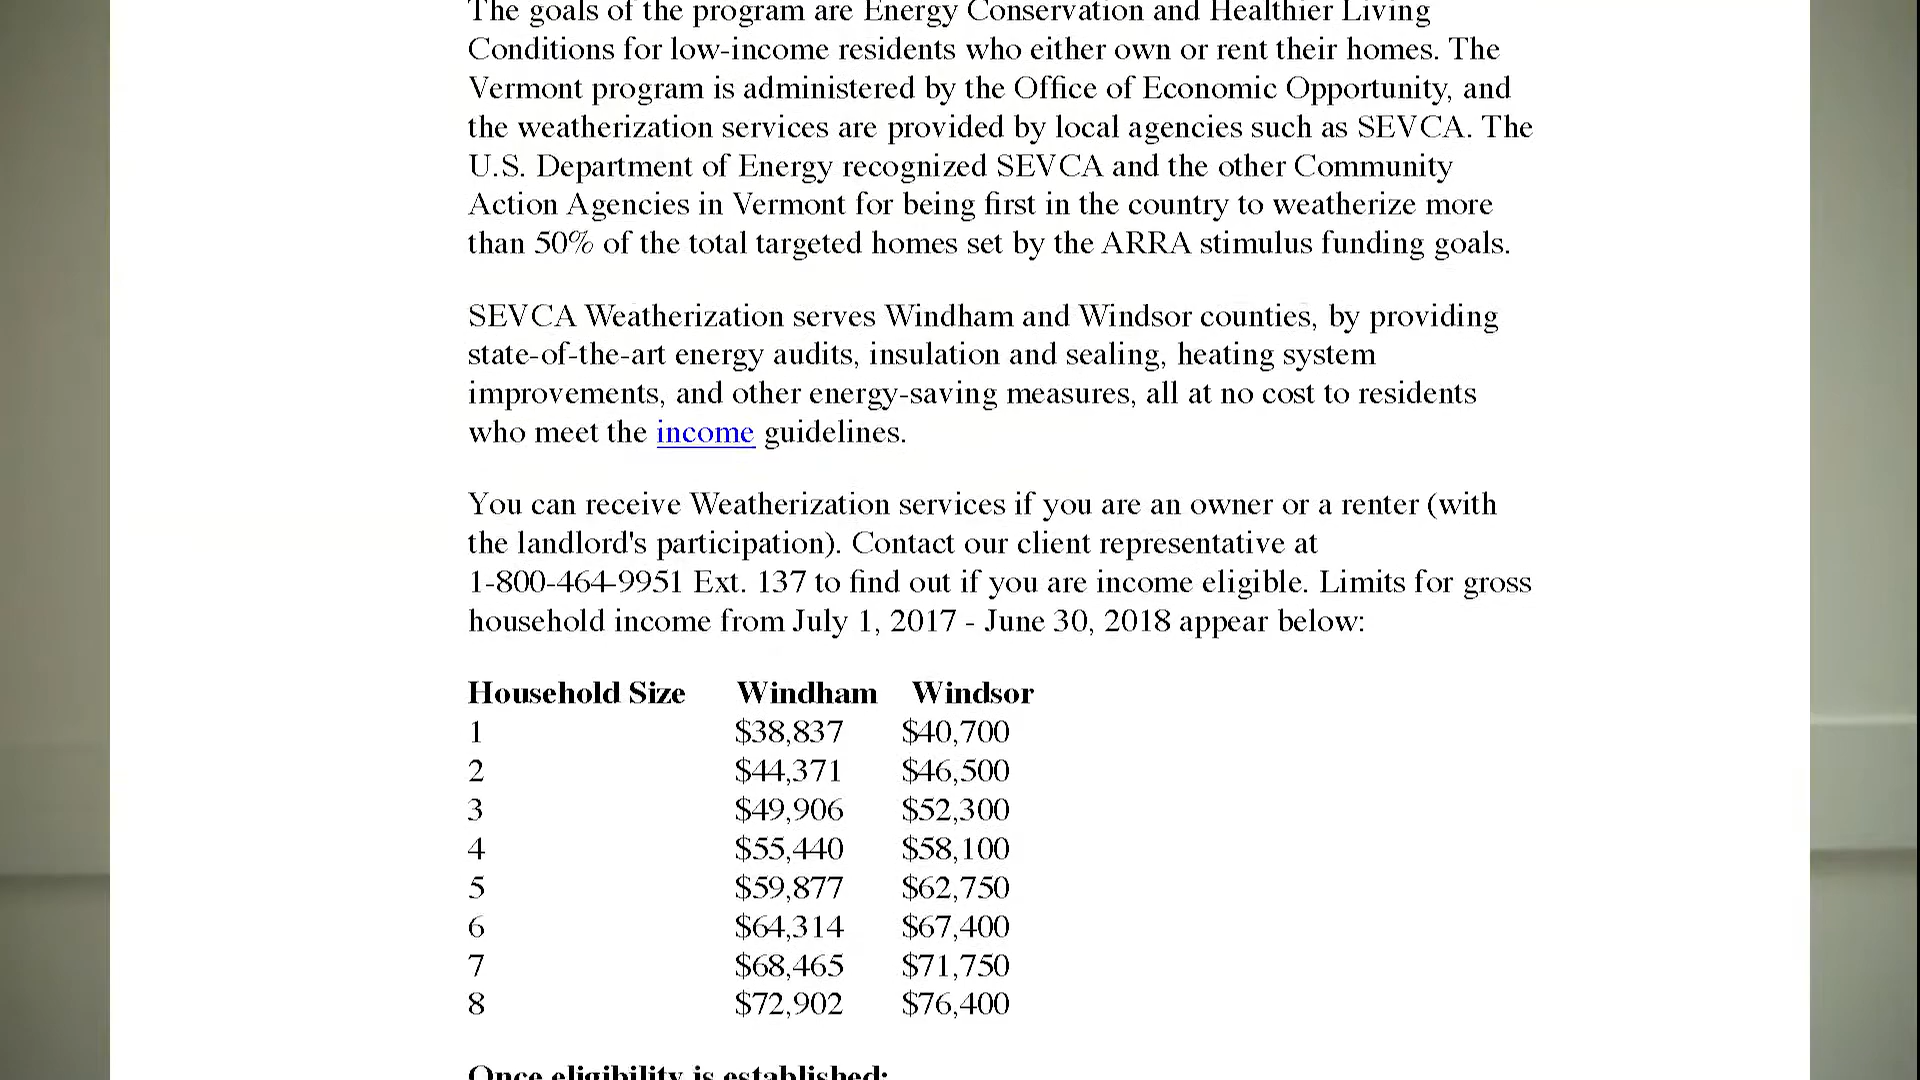 The goals of the program are Energy Conservation and Healthier Living
Conditions for low-income residents who either own or rent their homes. The
Vermont program is administered by the Office of Economic Opportunity, and
the weatherization services are provided by local agencies such as SEVCA. The
U.S. Department of Energy recognized SEVCA and the other Community
Action Agencies in Vermont for being first in the country to weatherize more
than 50% of the total targeted homes set by the ARRA stimulus funding goals.
SEVCA Weatherization serves Windham and Windsor counties, by providing
state-of-the-art energy audits, insulation and sealing, heating system
improvements, and other energy-saving measures, all at no cost to residents
who meet the income guidelines.
You can receive Weatherization services if you are an owner or a renter (with
the landlord's participation). Contact our client representative at
1-800-464-9951 Ext. 137 to find out if you are income eligible. Limits for gross
household income from July 1, 2017 - June 30, 2018 appear below:
Household Size Windham Windsor
1 $38,837 $40,700
2 $44,371 $46,500
3 $49,906 $52,300
4 $55,440 $58,100
5 $59,877 $62,750
6 $64,314 $67,400
7 $68,465 $71,750
8 $72,902 $76,400
Once eligibility is established: